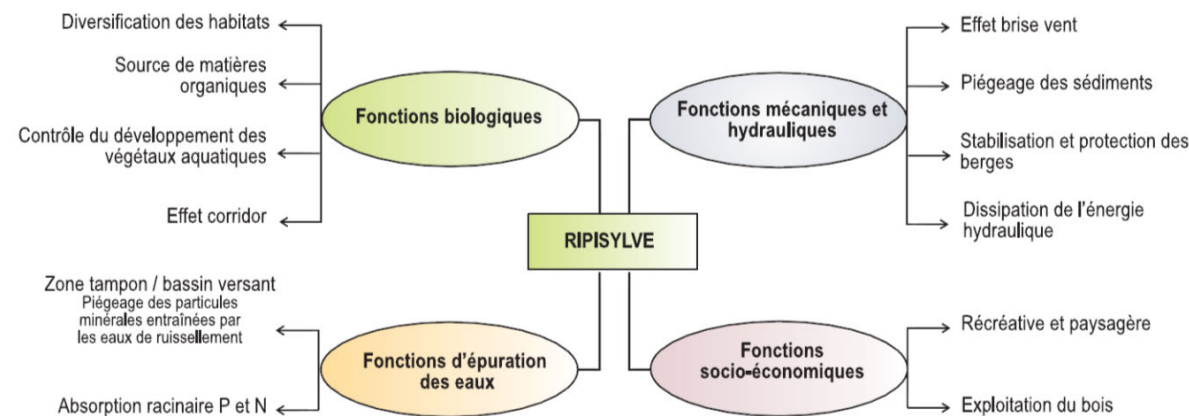 Diversification des habitats
Source de matières
organiques
Contrôle du développement des
végétaux aquatiques
Effet corridor
Fonctions biologiques
Fonctions mécaniques et
hydrauliques
Effet brise vent
Piégeage des sédiments
Stabilisation et protection des
berges
Dissipation de l'énergie
hydraulique
RIPISYLVE
Zone tampon / bassin versant
Piégeage des particules
minérales entraînées par
les eaux de ruissellement
Absorption racinaire P et N
Fonctions d'épuration
des eaux
Fonctions
socio-économiques
Récréative et paysagère
Exploitation du bois